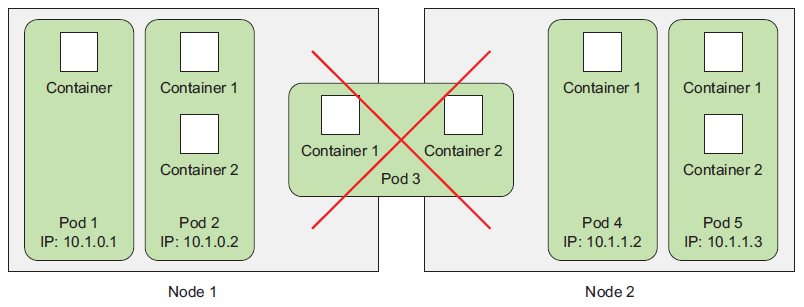 Container
Pod 1
IP: 10.1.0.1
Container 1
Container 2
Pod 2
IP: 10.1.0.2
Container 1
Container 2
Pod 3
Container 1
Pod 4
IP: 10.1.1.2
Container 1
Container 2
Pod 5
IP: 10.1.1.3
Node 1
Node 2